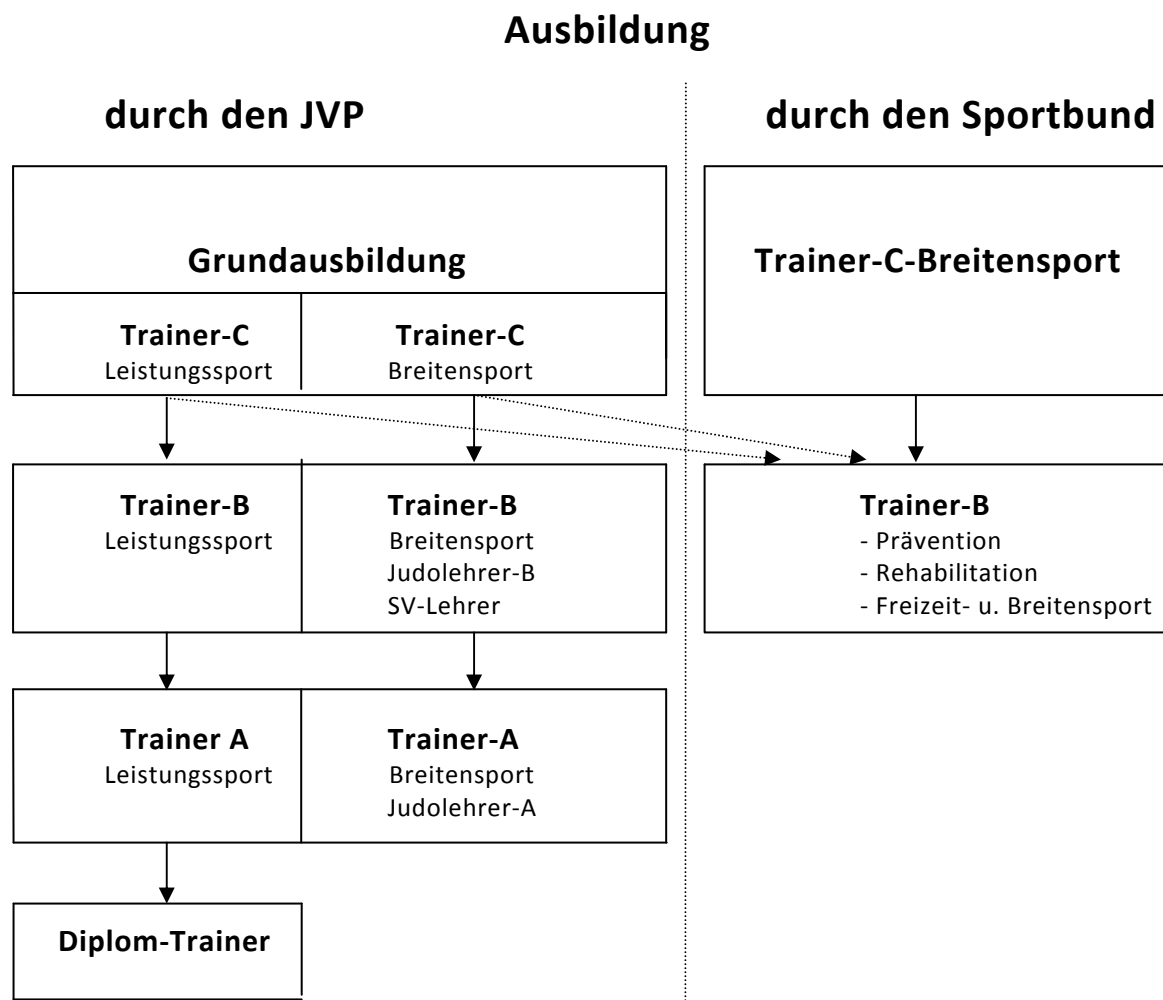 Ausbildung
durch den JVP
durch den Sportbund
Grundausbildung
Trainer-C-Breitensport
Trainer-C
Leistungssport
Trainer-C
Breitensport
Trainer-B
Leistungssport
Trainer-B
Breitensport
Judolehrer-B
SV-Lehrer
Trainer-B
- Prävention
- Rehabilitation
- Freizeit- u. Breitensport
Trainer A
Leistungssport
Trainer-A
Breitensport
Judolehrer-A
Diplom-Trainer